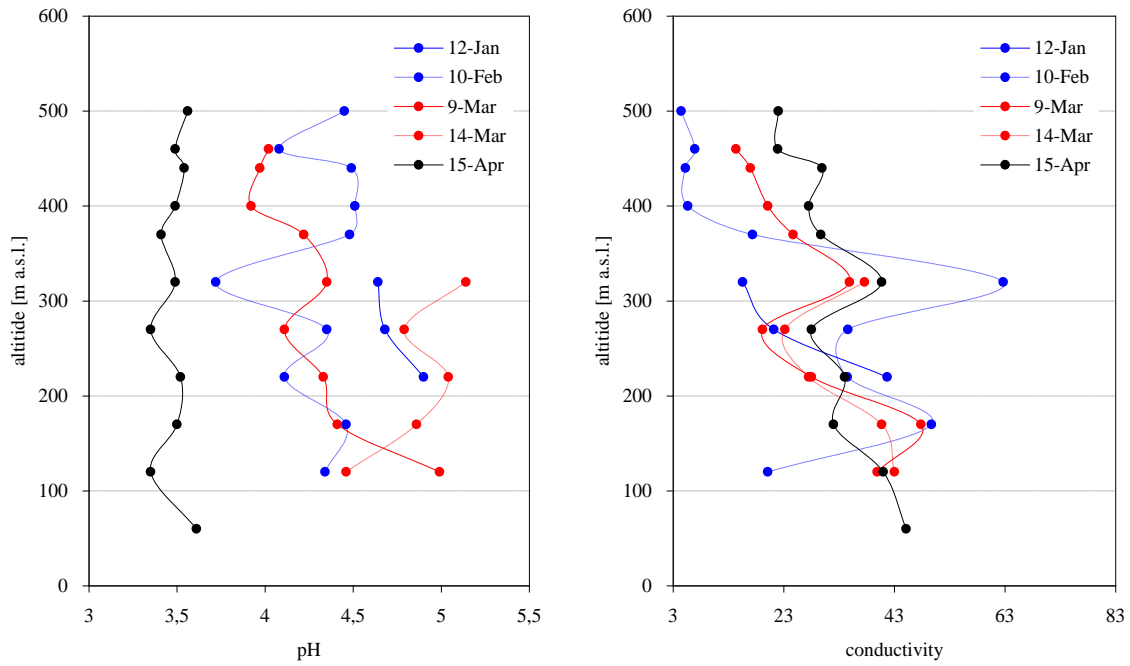 600
500
400
300
200
100
0
altitide [m a.s.l.]
3
3,5
4
4,5
5
5,5
pH
12-Jan
10-Feb
9-Mar
14-Mar
15-Apr
600
500
400
300
200
100
0
altitide [m a.s.l.]
3
23
43
63
83
conductivity
12-Jan
10-Feb
9-Mar
14-Mar
15-Apr